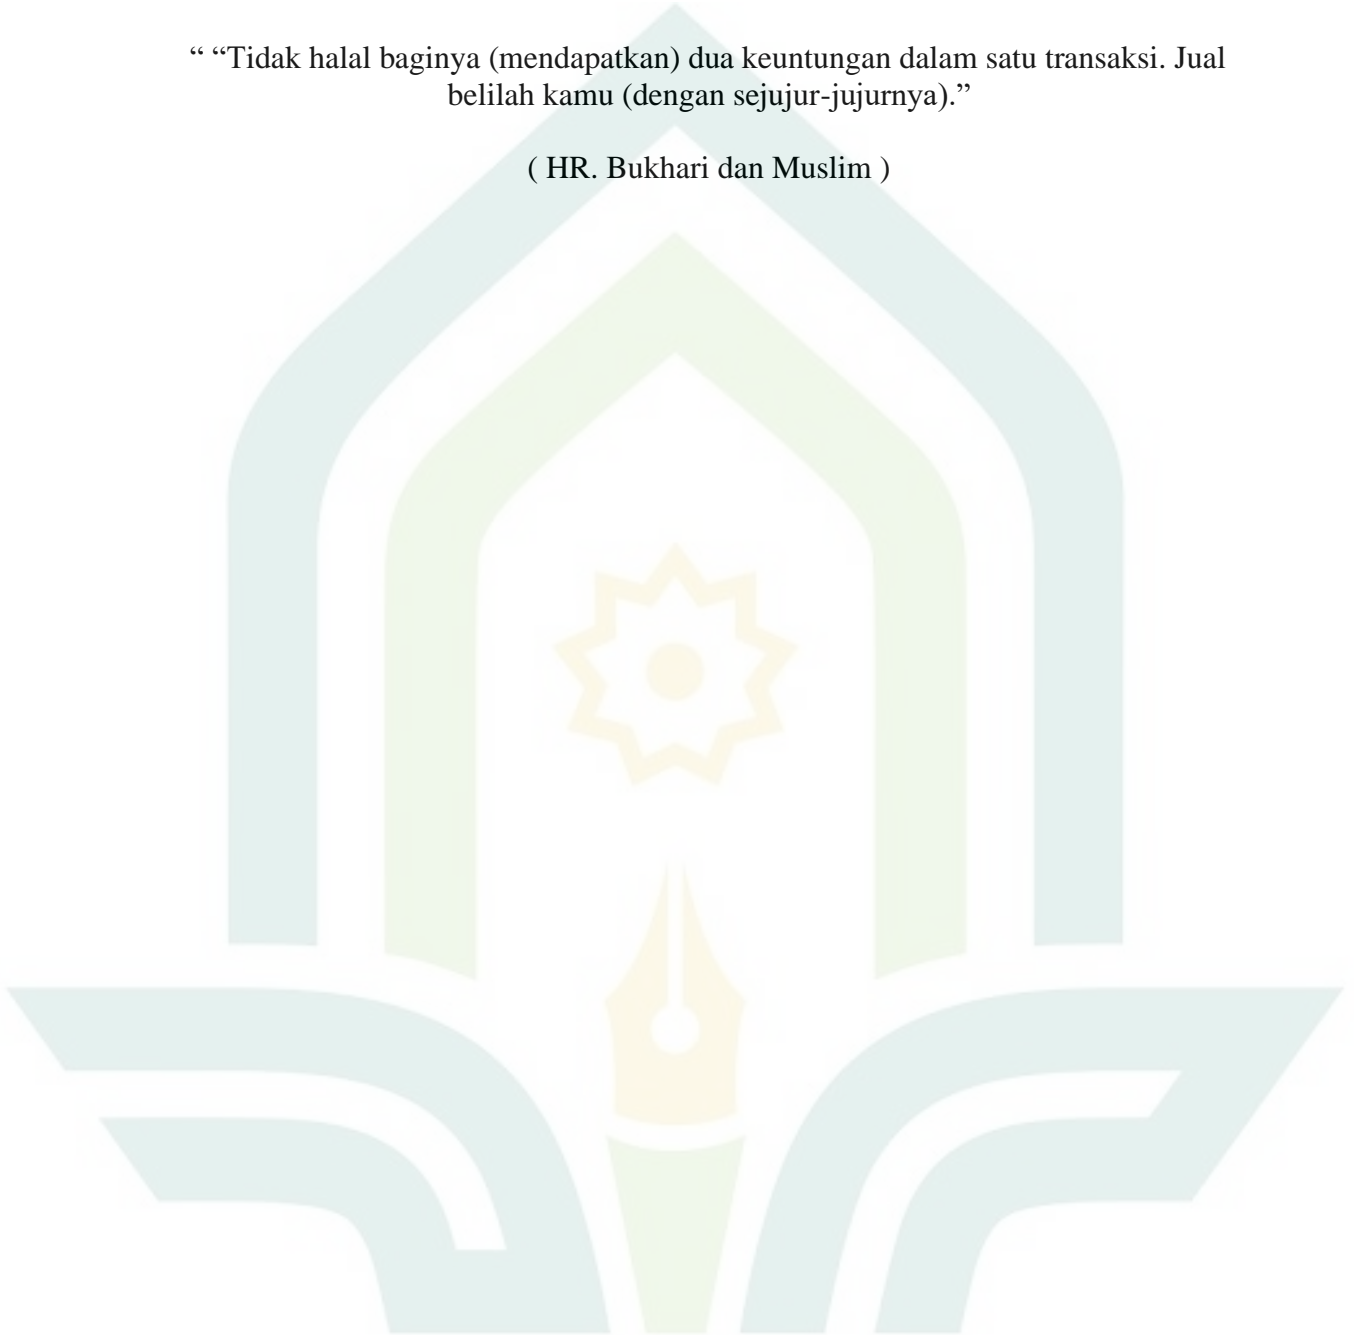 “ “Tidak halal baginya (mendapatkan) dua keuntungan dalam satu transaksi. Jual
belilah kamu (dengan sejujur-jujurnya).”
( HR. Bukhari dan Muslim )